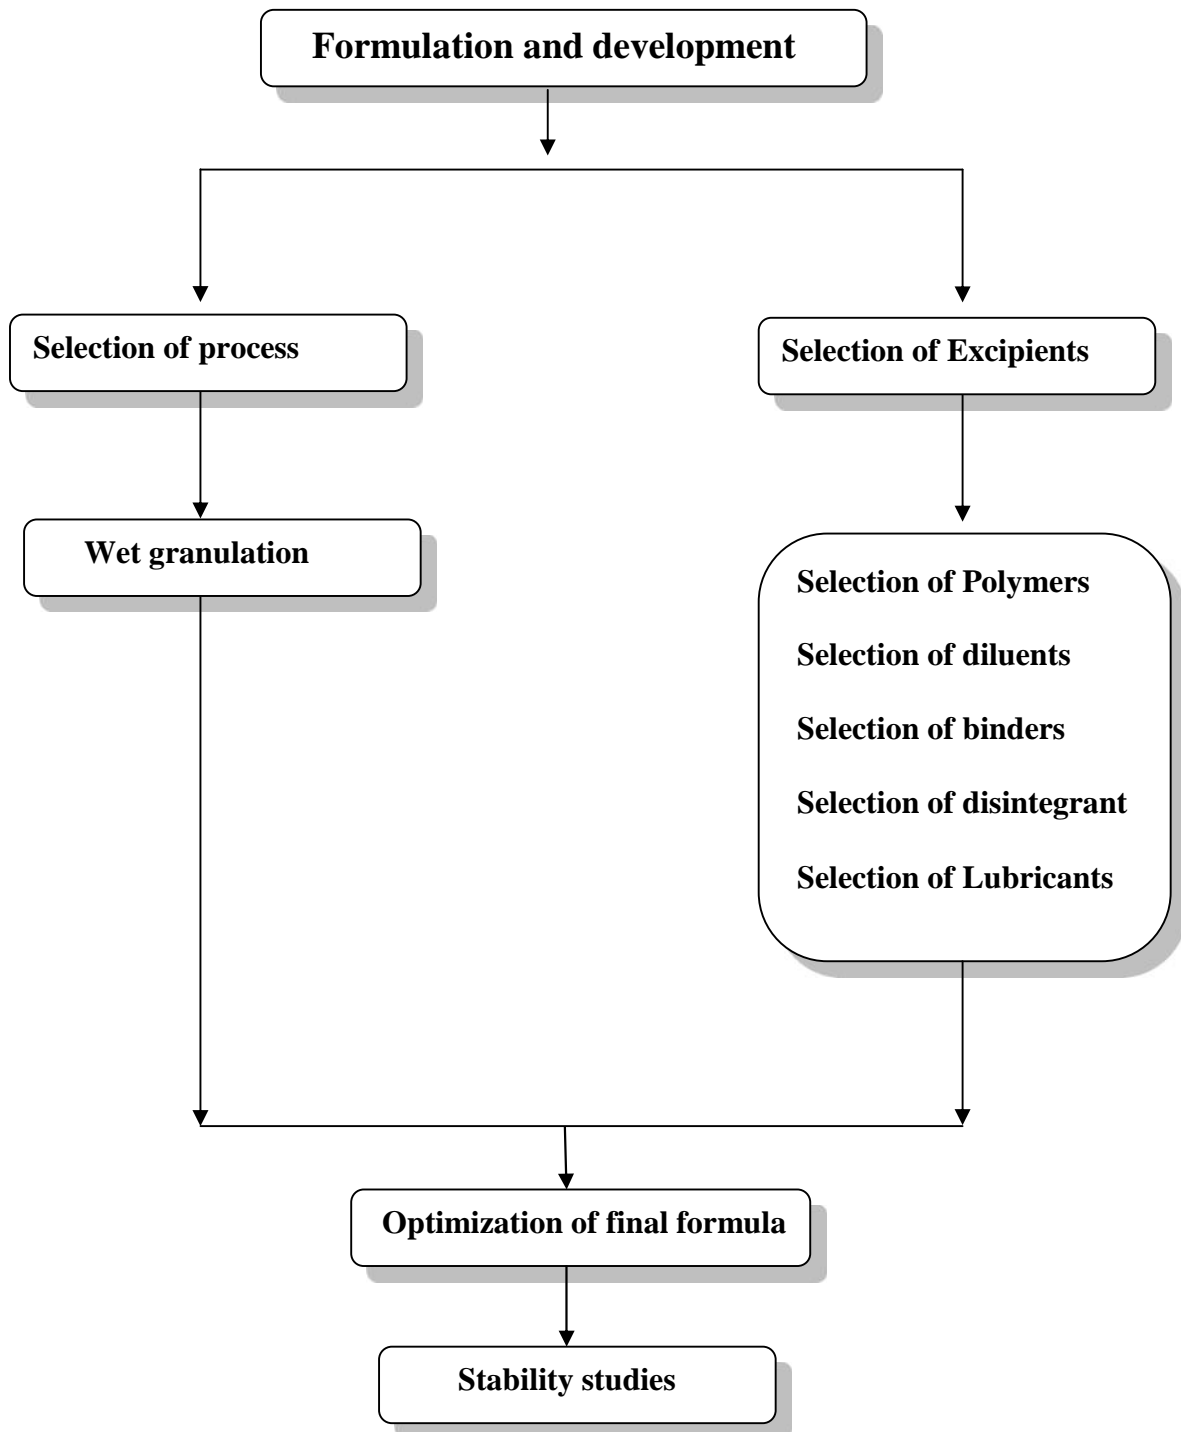 Formulation and development
Selection of process
Selection of Excipients
Wet granulation
Selection of Polymers
Selection of diluents
Selection of binders
Selection of disintegrant
Selection of Lubricants
Optimization of final formula
Stability studies